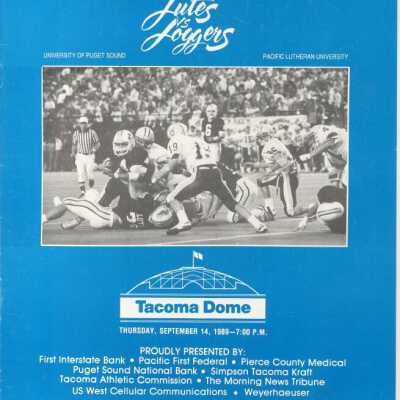 Lutes
vs
Loggers
UNIVERSITY OF PUGET SOUND
PACIFIC LUTHERAN UNIVERSITY
Tacoma Dome
THURSDAY, SEPTEMBER 14, 1989—7:00 P.M.
PROUDLY PRESENTED BY:
First Interstate Bank • Pacific First Federal • Pierce County Medical
Puget Sound National Bank • Simpson Tacoma Kraft
Tacoma Athletic Commission • The Morning News Tribune
US West Cellular Communications • Weyerhaeuser